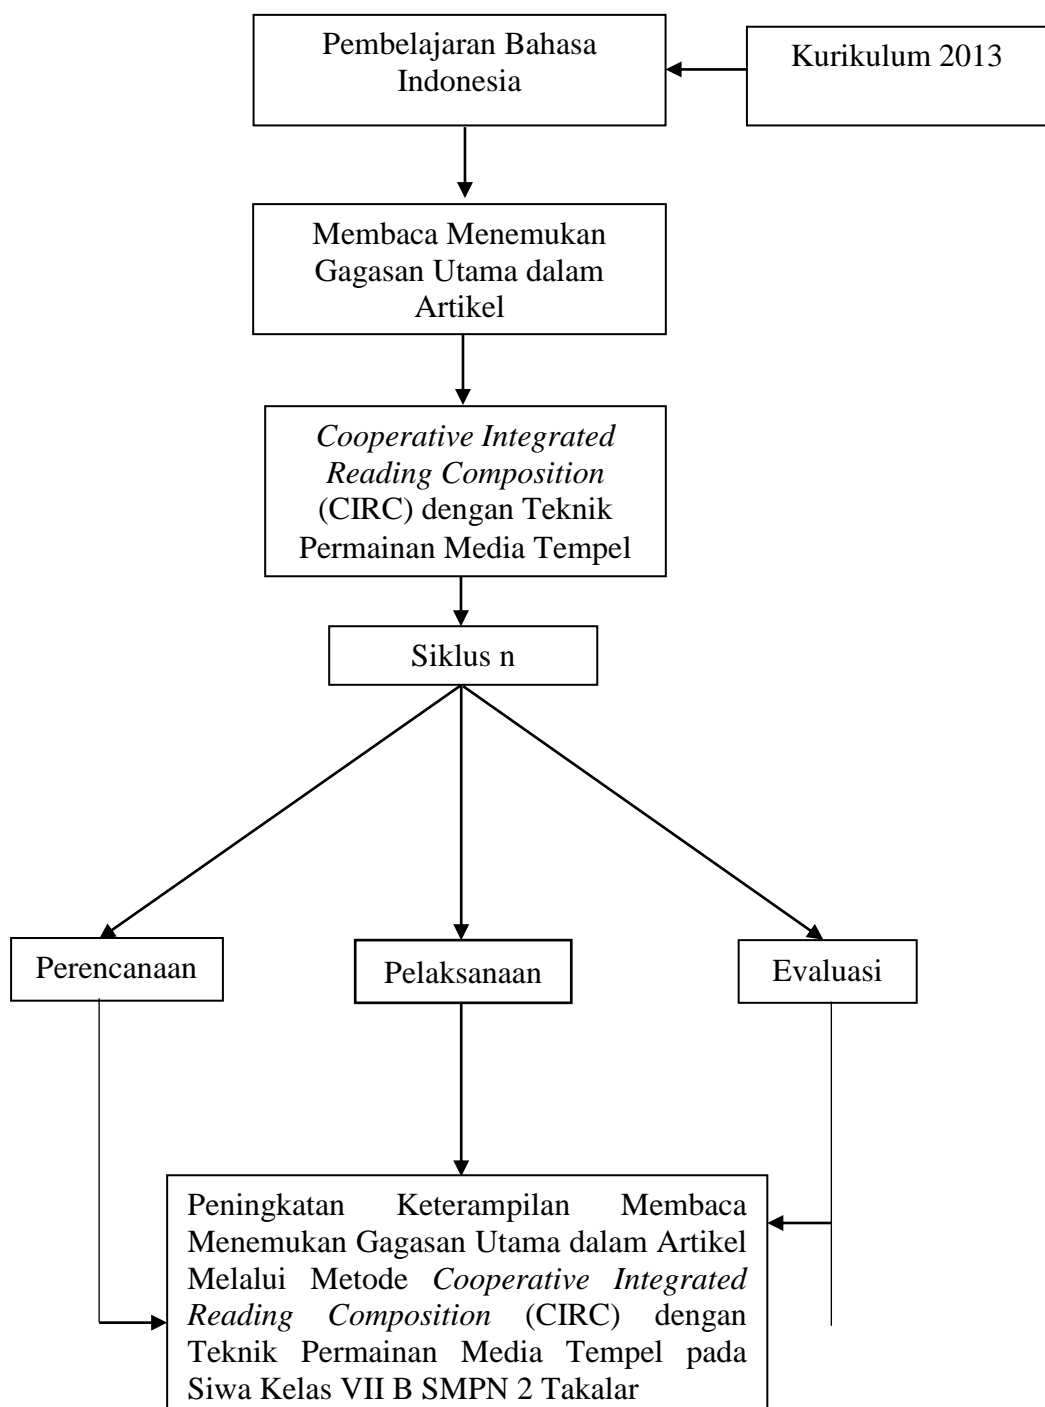 Pembelajaran Bahasa
Indonesia
Kurikulum 2013
Membaca Menemukan
Gagasan Utama dalam
Artikel
Cooperative Integrated
Reading Composition
(CIRC) dengan Teknik
Permainan Media Tempel
Siklus n
Perencanaan
Pelaksanaan
Evaluasi
Peningkatan Keterampilan Membaca
Menemukan Gagasan Utama dalam Artikel
Melalui Metode Cooperative Integrated
Reading Composition (CIRC) dengan
Teknik Permainan Media Tempel pada
Siwa Kelas VII B SMPN 2 Takalar